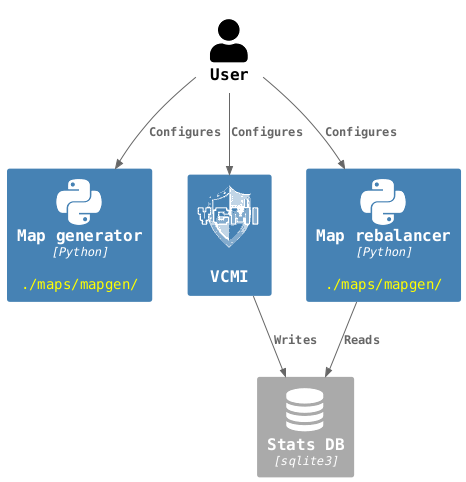 User
Configures
Configures
Configures
Map generator
[Python]
./maps/mapgen/
VCMI
VCMI
Map rebalancer
[Python]
./maps/mapgen/
Writes
Reads
Stats DB
[sqlite3]